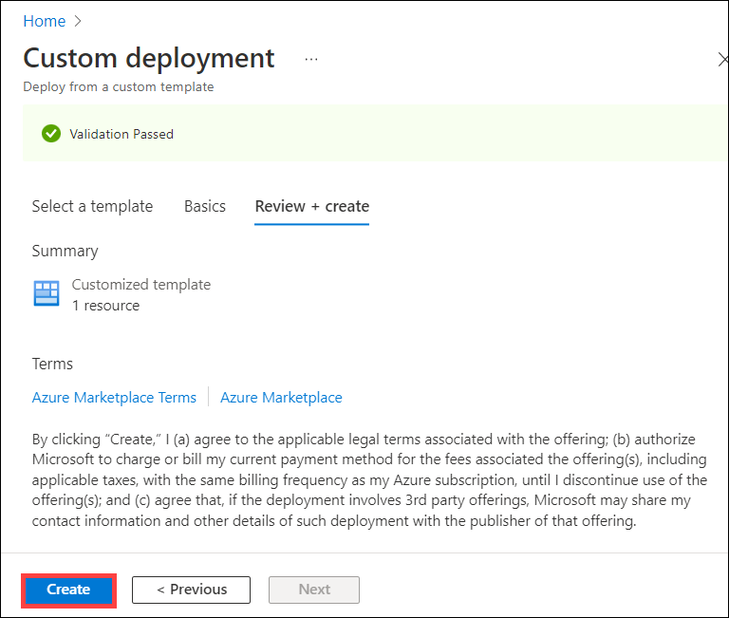 Home >
Custom deployment ...
Deploy from a custom template
Validation Passed
Select a template Basics Review + create
Summary
Customized template
1 resource
Terms
Azure Marketplace Terms Azure Marketplace
By clicking “Create,” I (a) agree to the applicable legal terms associated with the offering; (b) authorize
Microsoft to charge or bill my current payment method for the fees associated the offering(s), including
applicable taxes, with the same billing frequency as my Azure subscription, until I discontinue use of the
offering(s); and (c) agree that, if the deployment involves 3rd party offerings, Microsoft may share my
contact information and other details of such deployment with the publisher of that offering.
Create < Previous Next